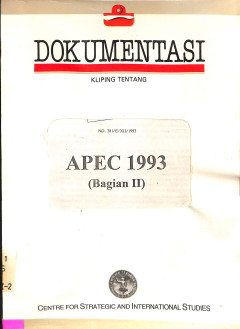 DOKUMENTASI
KLIPING TENTANG
APEC 1993
(Bagian II)
CENTRE FOR STRATEGIC AND INTERNATIONAL STUDIES